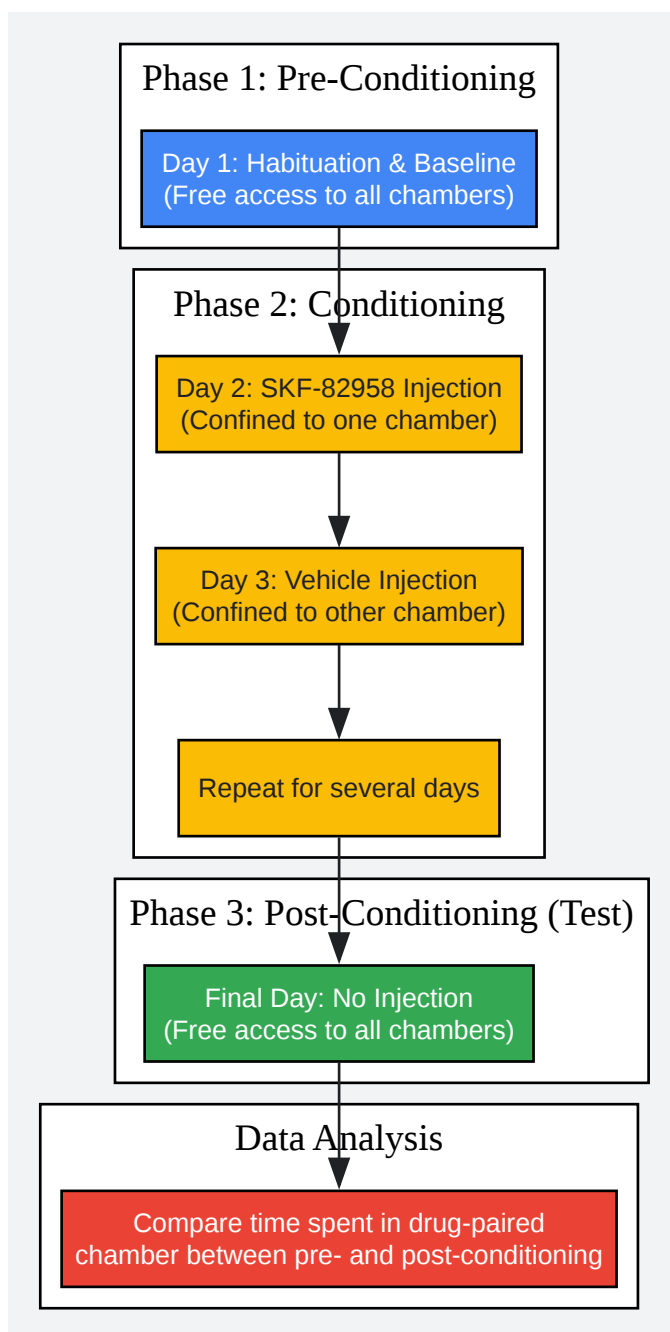 Phase 1: Pre-Conditioning
Day 1: Habituation & Baseline
(Free access to all chambers)
Phase 2: Conditioning
Day 2: SKF-82958 Injection
(Confined to one chamber)
Day 3: Vehicle Injection
(Confined to other chamber)
Repeat for several days
Phase 3: Post-Conditioning (Test)
Final Day: No Injection
(Free access to all chambers)
Data Analysis
Compare time spent in drug-paired
chamber between pre- and post-conditioning